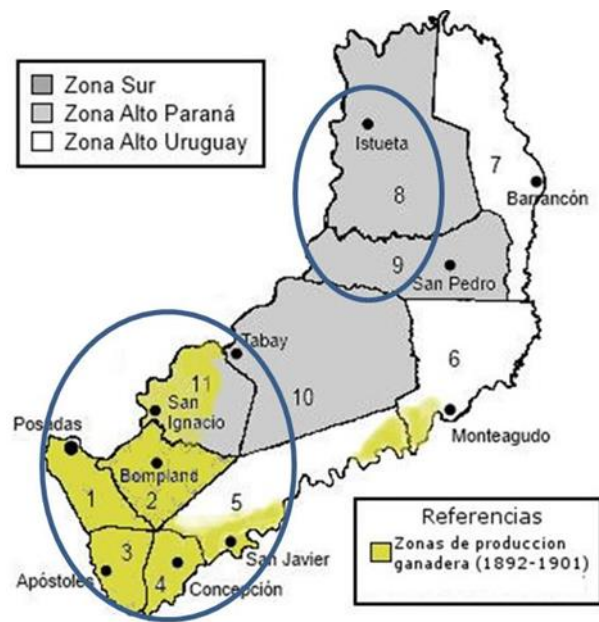 Zona Sur
Zona Alto Paraná
Zona Alto Uruguay
Istueta
7
Barrancón
8
9
San Pedro
Tabay
6
11
San
Ignacio
10
Posadas
Monteagudo
Bompland
1
2
5
3
San Javier
Apóstoles
4
Concepción
Referencias
Zonas de produccion
ganadera (1892-1901)